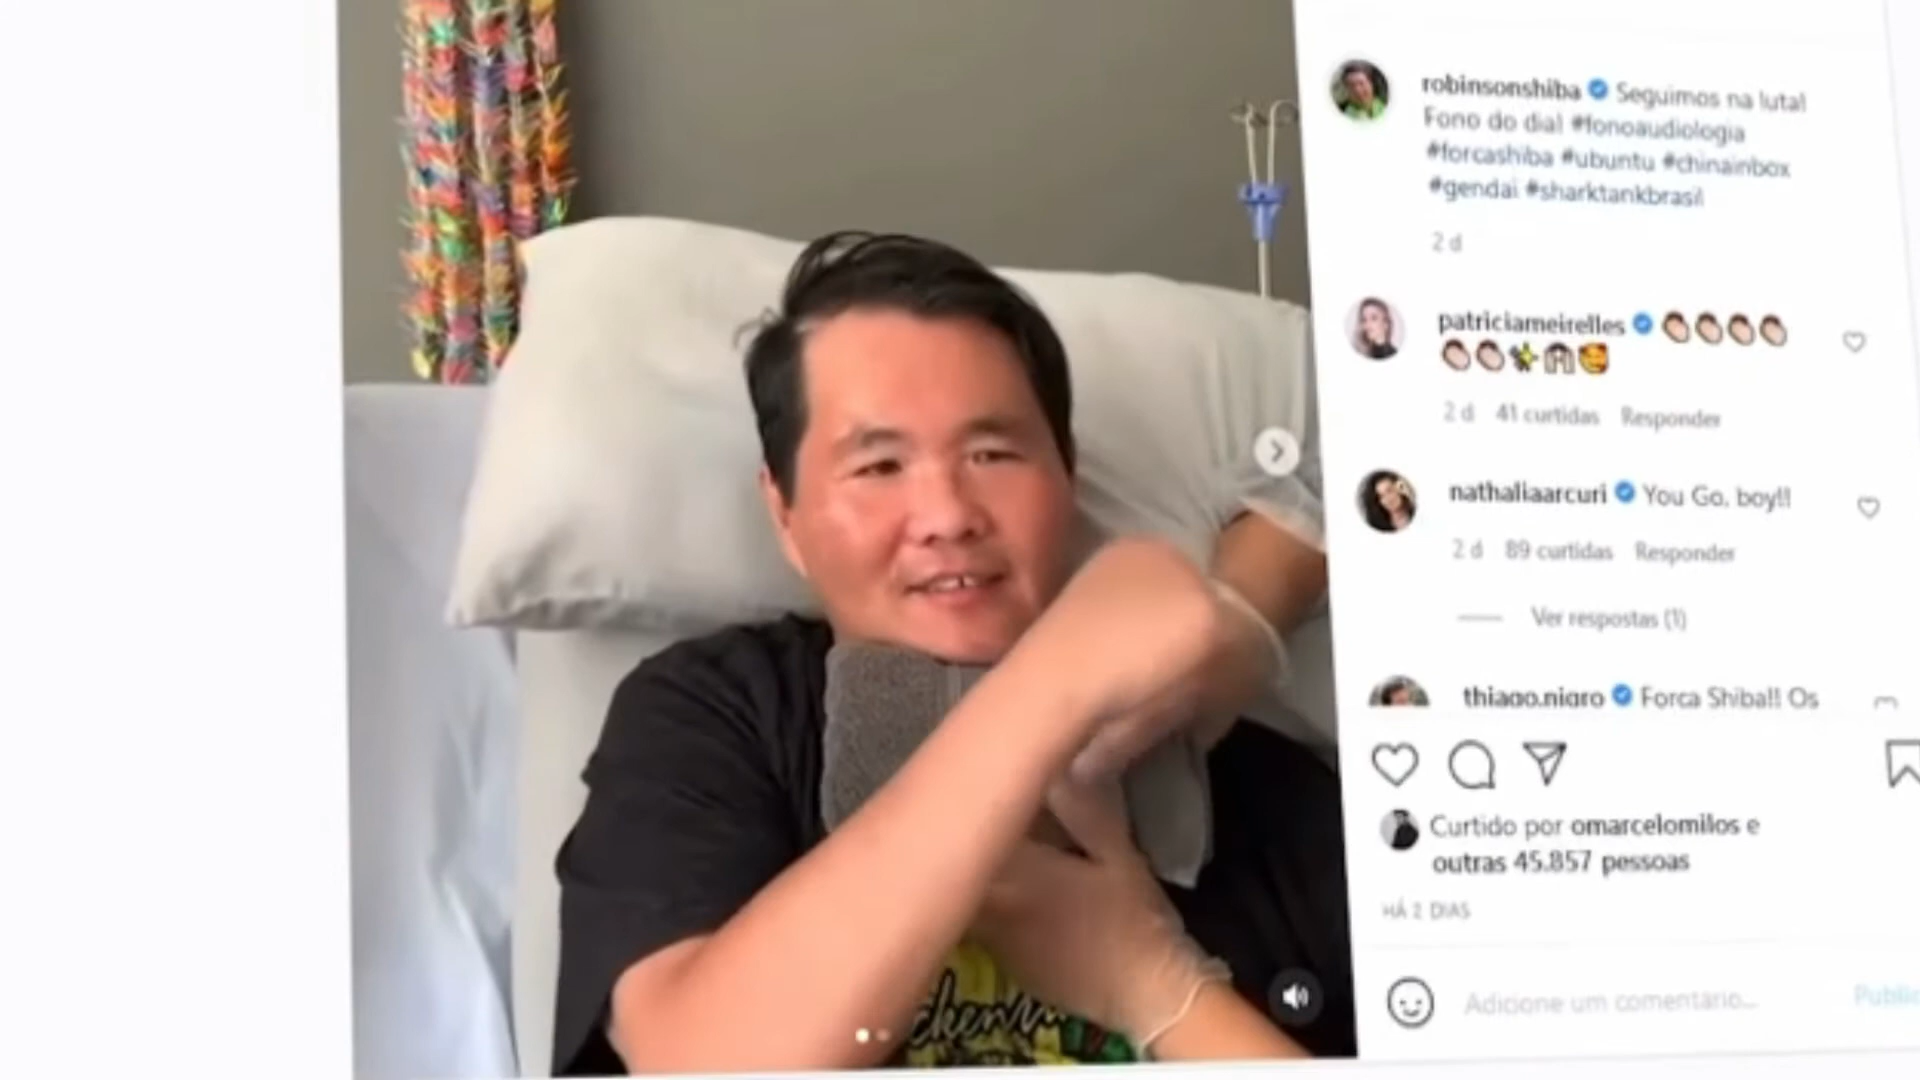 robinsonshiba Seguimos na luta!
Fono do dia! #fonoaudiologia
#forcashiba #ubuntu #chinainbox
#gendai #sharktankbrasil
2 d
patriciameirelles 👏👏👏👏
2 d 41 curtidas Responder
nathaliaarcuri You Go, boy!!
2 d 89 curtidas Responder
Ver respostas (1)
thiago.nigro Força Shiba!! Os
Curtido por omarcelomilos e
outras 45.857 pessoas
HÁ 2 DIAS
Adicione um comentário...
Public